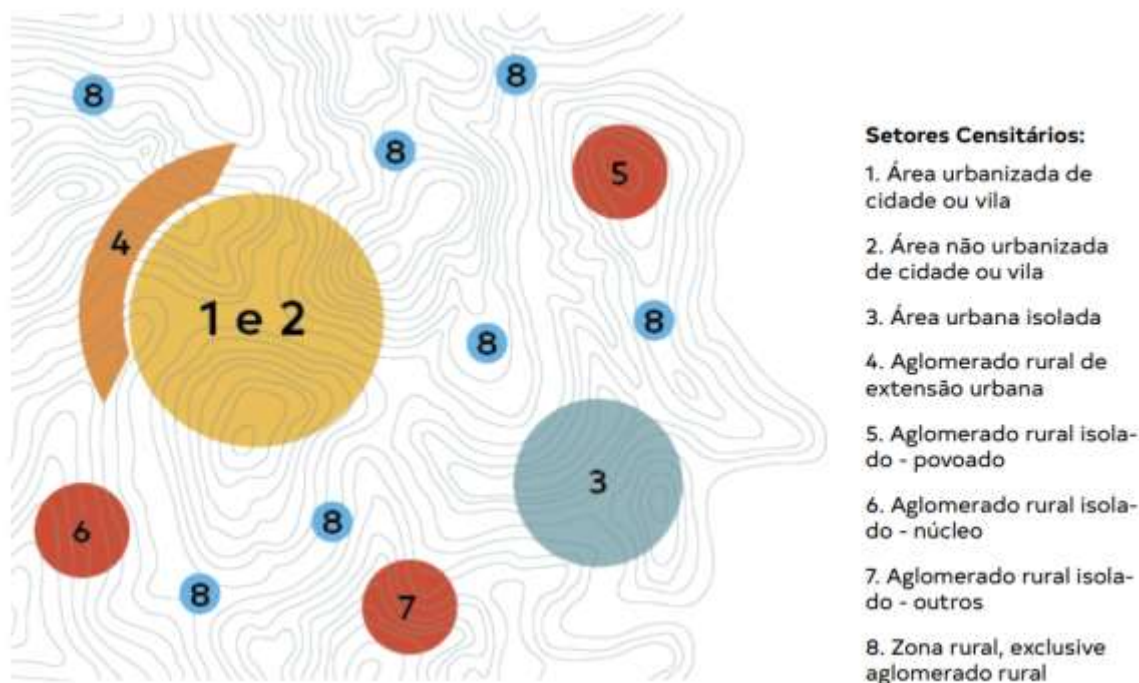 8
8
8
5
4
1 e 2
8
8
3
6
8
8
7
Setores Censitários:
1. Área urbanizada de
cidade ou vila
2. Área não urbanizada
de cidade ou vila
3. Área urbana isolada
4. Aglomerado rural de
extensão urbana
5. Aglomerado rural isola-
do - povoado
6. Aglomerado rural isola-
do - núcleo
7. Aglomerado rural isola-
do - outros
8. Zona rural, exclusive
aglomerado rural